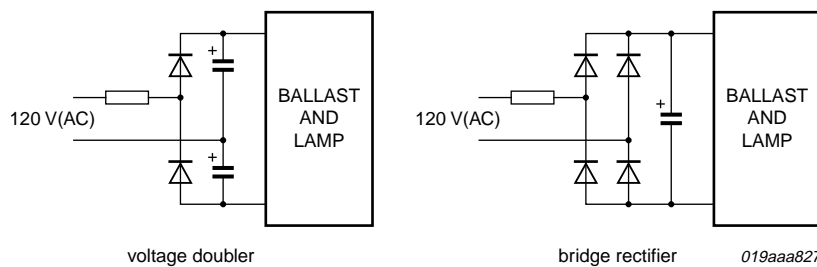 +
+
120 V(AC)
BALLAST
AND
LAMP
voltage doubler
+
120 V(AC)
BALLAST
AND
LAMP
bridge rectifier
019aaa827